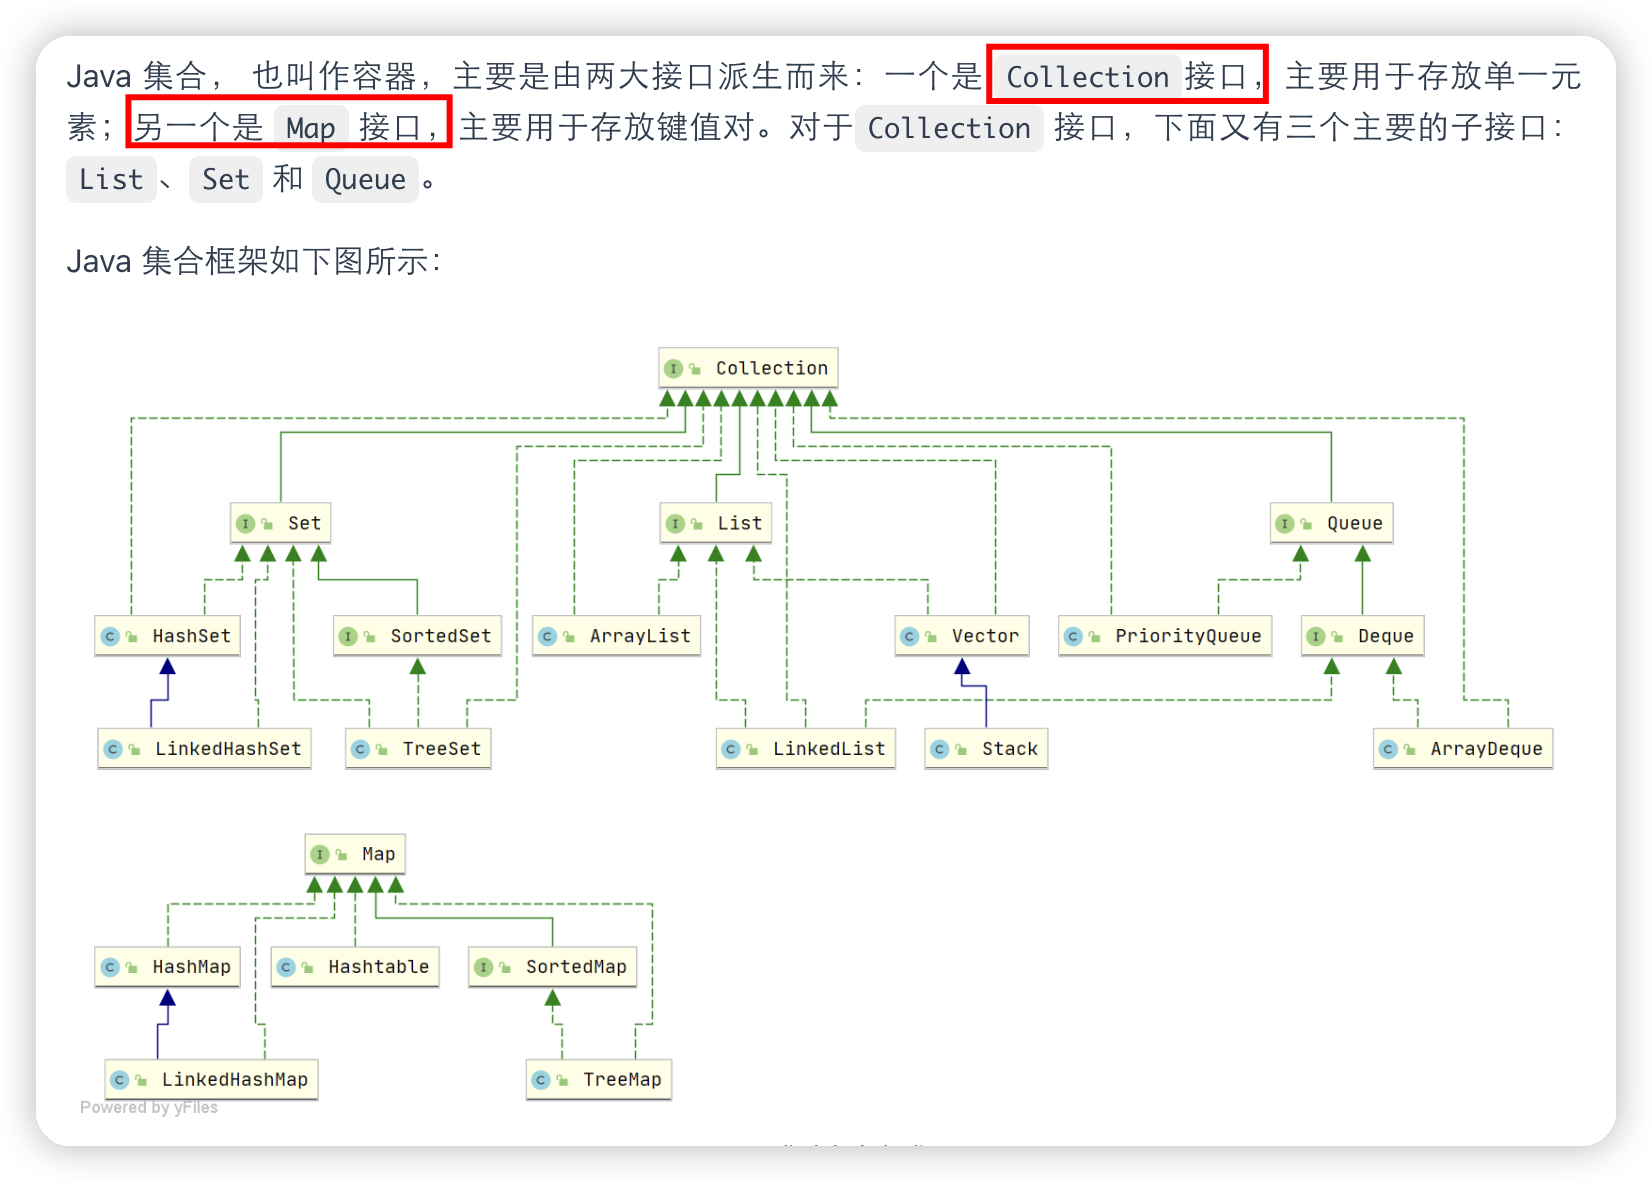 Java 集合， 也叫作容器，主要是由两大接口派生而来：一个是 Collection 接口，主要用于存放单一元
素；另一个是 Map 接口，主要用于存放键值对。对于 Collection 接口，下面又有三个主要的子接口：
List 、 Set 和 Queue 。
Java 集合框架如下图所示：
I Collection
I Set
I List
I Queue
C HashSet
I SortedSet
C ArrayList
C Vector
C PriorityQueue
I Deque
C LinkedHashSet
C TreeSet
C LinkedList
C Stack
C ArrayDeque
I Map
C HashMap
C Hashtable
I SortedMap
C LinkedHashMap
C TreeMap
Powered by yFiles